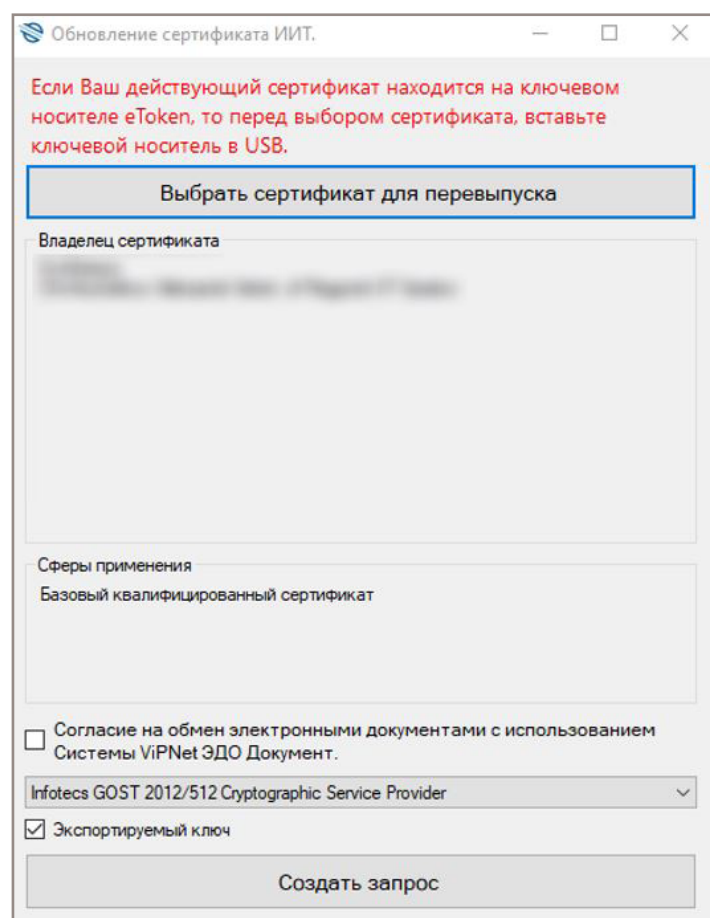 Обновление сертификата ИИТ.
Если Ваш действующий сертификат находится на ключевом
носителе eToken, то перед выбором сертификата, вставьте
ключевой носитель в USB.
Выбрать сертификат для перевыпуска
Владелец сертификата
Сферы применения
Базовый квалифицированный сертификат
Согласие на обмен электронными документами с использованием
Системы ViPNet ЭДО Документ.
Infotecs GOST 2012/512 Cryptographic Service Provider
Экспортируемый ключ
Создать запрос